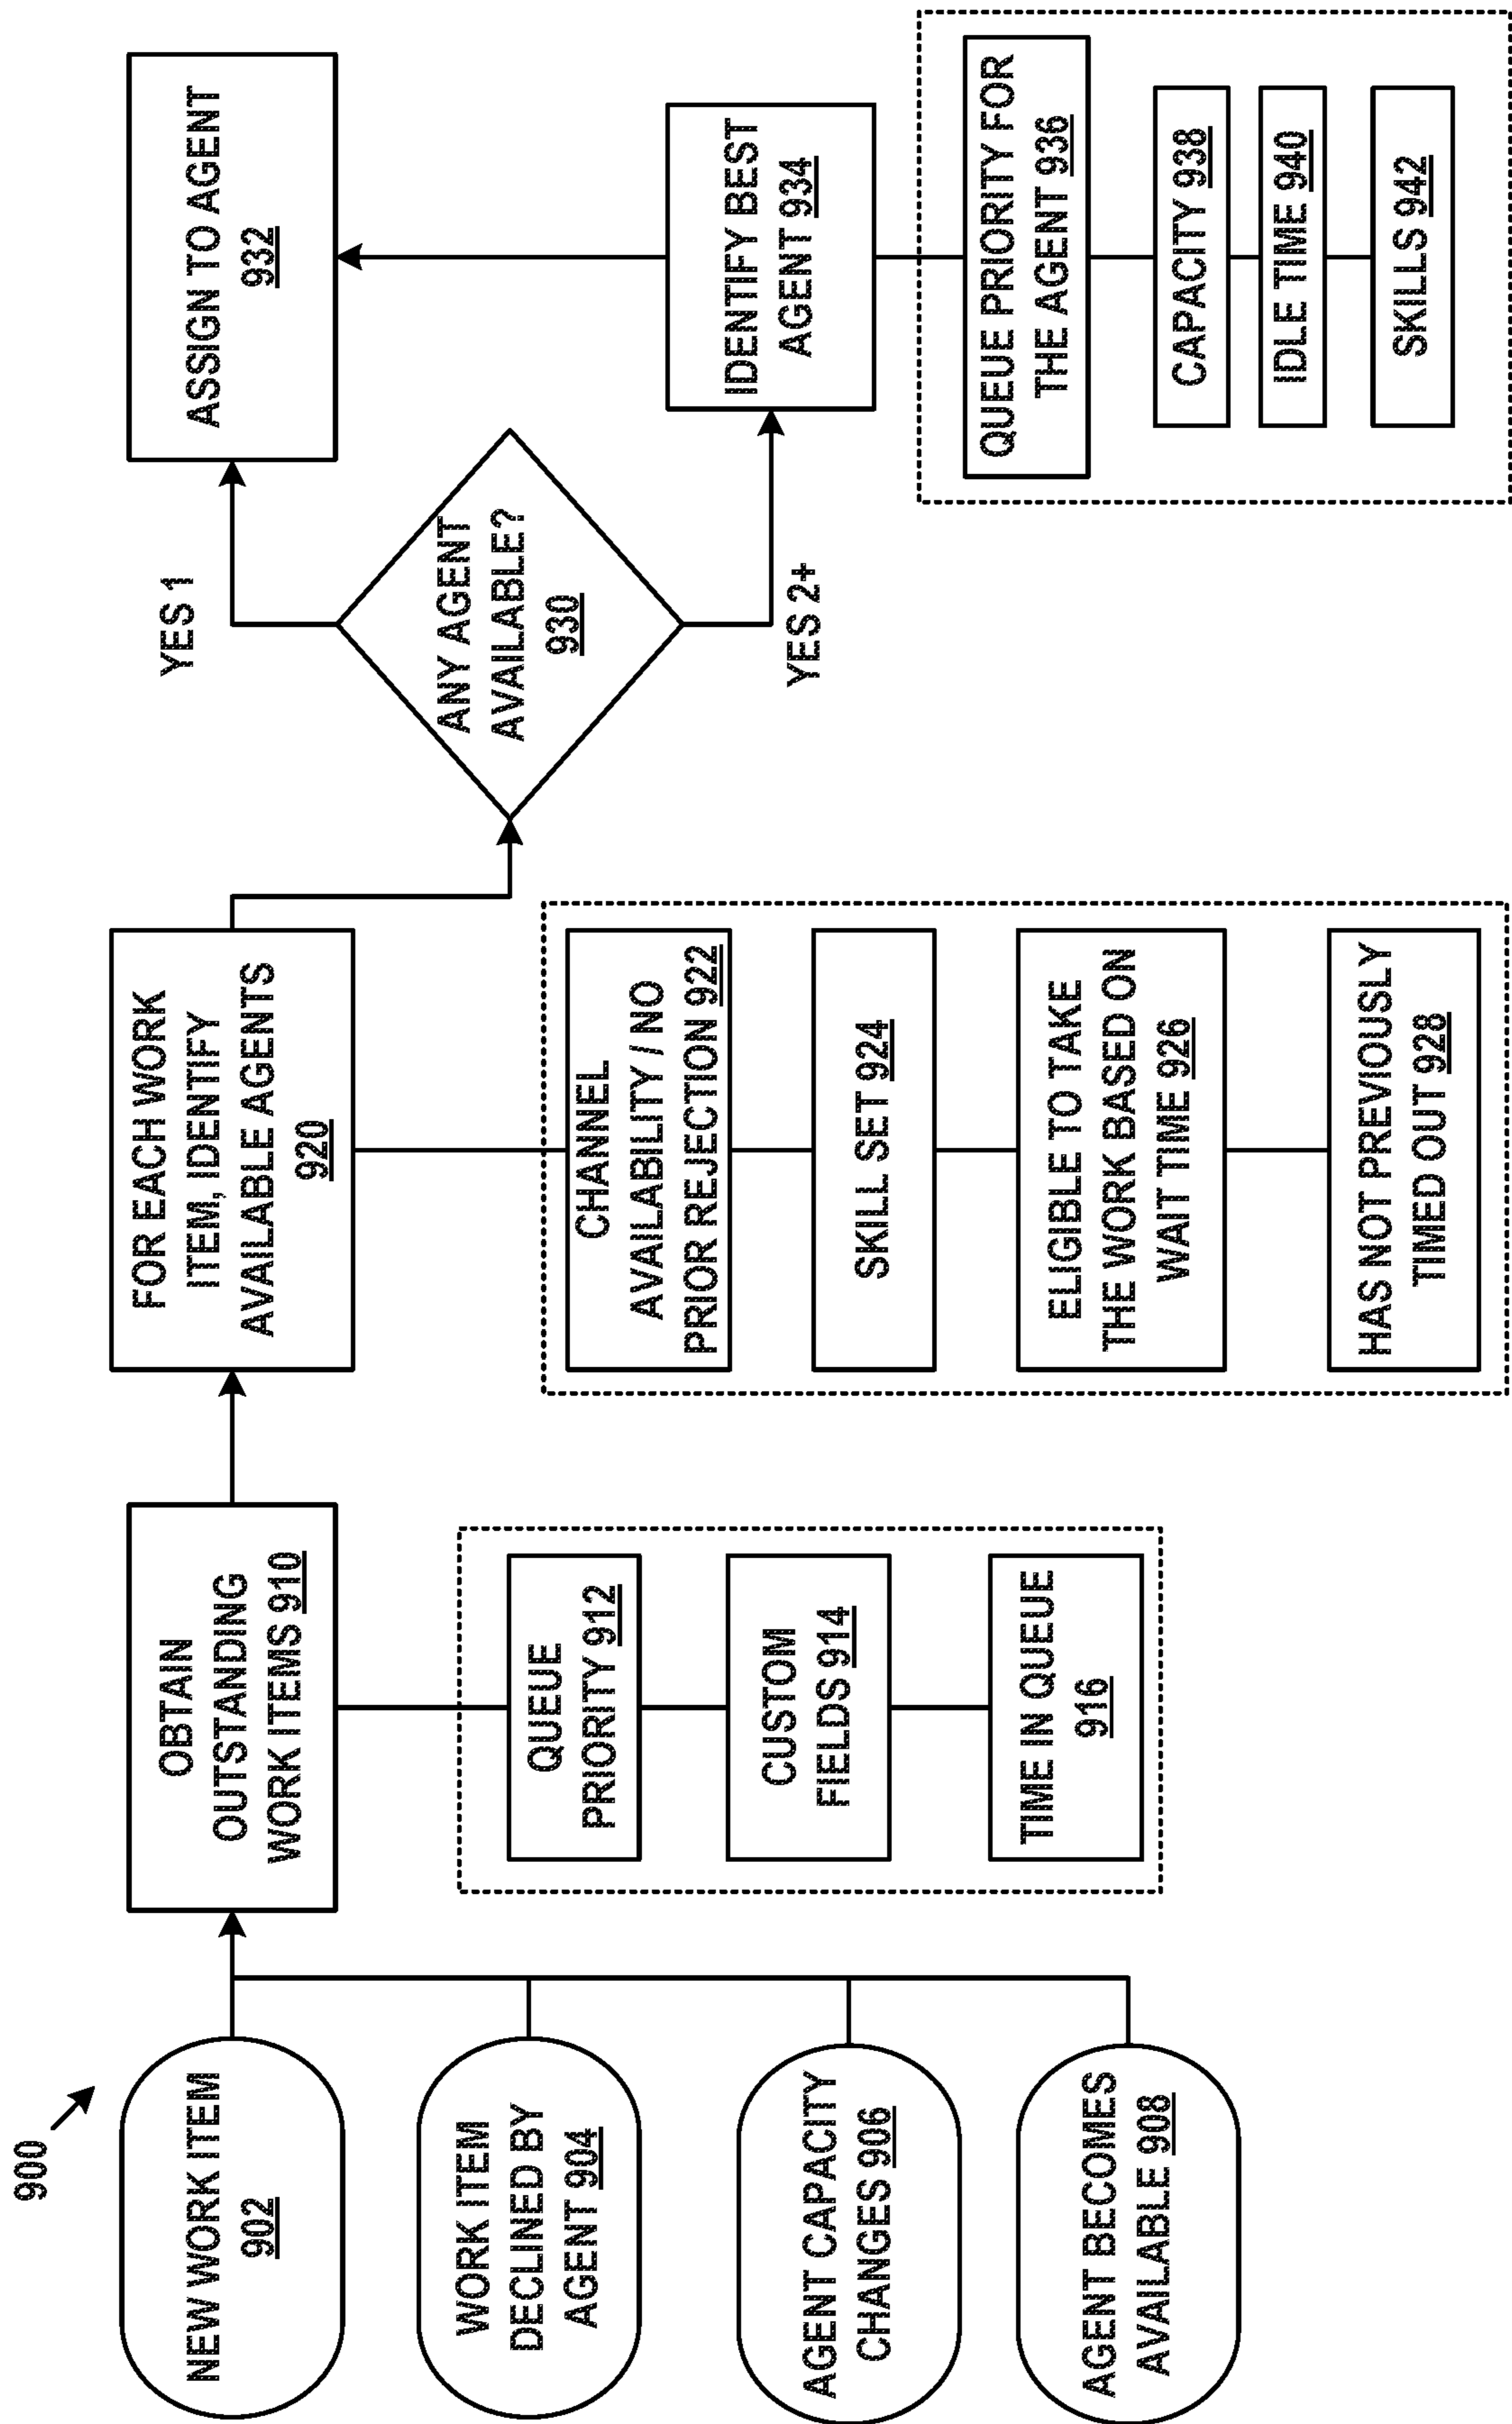 900
NEW WORK ITEM
902
WORK ITEM
DECLINED BY
AGENT 904
AGENT CAPACITY
CHANGES 906
AGENT BECOMES
AVAILABLE 908
OBTAIN
OUTSTANDING
WORK ITEMS 910
QUEUE
PRIORITY 912
CUSTOM
FIELDS 914
TIME IN QUEUE
916
FOR EACH WORK
ITEM, IDENTIFY
AVAILABLE AGENTS
920
CHANNEL
AVAILABILITY / NO
PRIOR REJECTION 922
SKILL SET 924
ELIGIBLE TO TAKE
THE WORK BASED ON
WAIT TIME 926
HAS NOT PREVIOUSLY
TIMED OUT 928
ANY AGENT
AVAILABLE?
930
YES 1
YES 2+
ASSIGN TO AGENT
932
IDENTIFY BEST
AGENT 934
QUEUE PRIORITY FOR
THE AGENT 936
CAPACITY 938
IDLE TIME 940
SKILLS 942